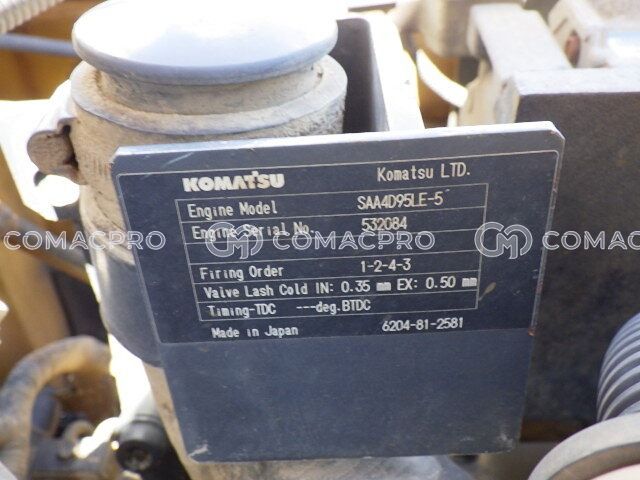 KOMATSU Komatsu LTD.
Engine Model SAA4D95LE-5
Engine Serial No. 532084
COMACPRO COMACPRO COMACPRO
Firing Order 1-2-4-3
Valve Lash Cold IN: 0.35 mm EX: 0.50 mm
Timing-TDC ---deg.BTDC
Made in Japan 6204-81-2581